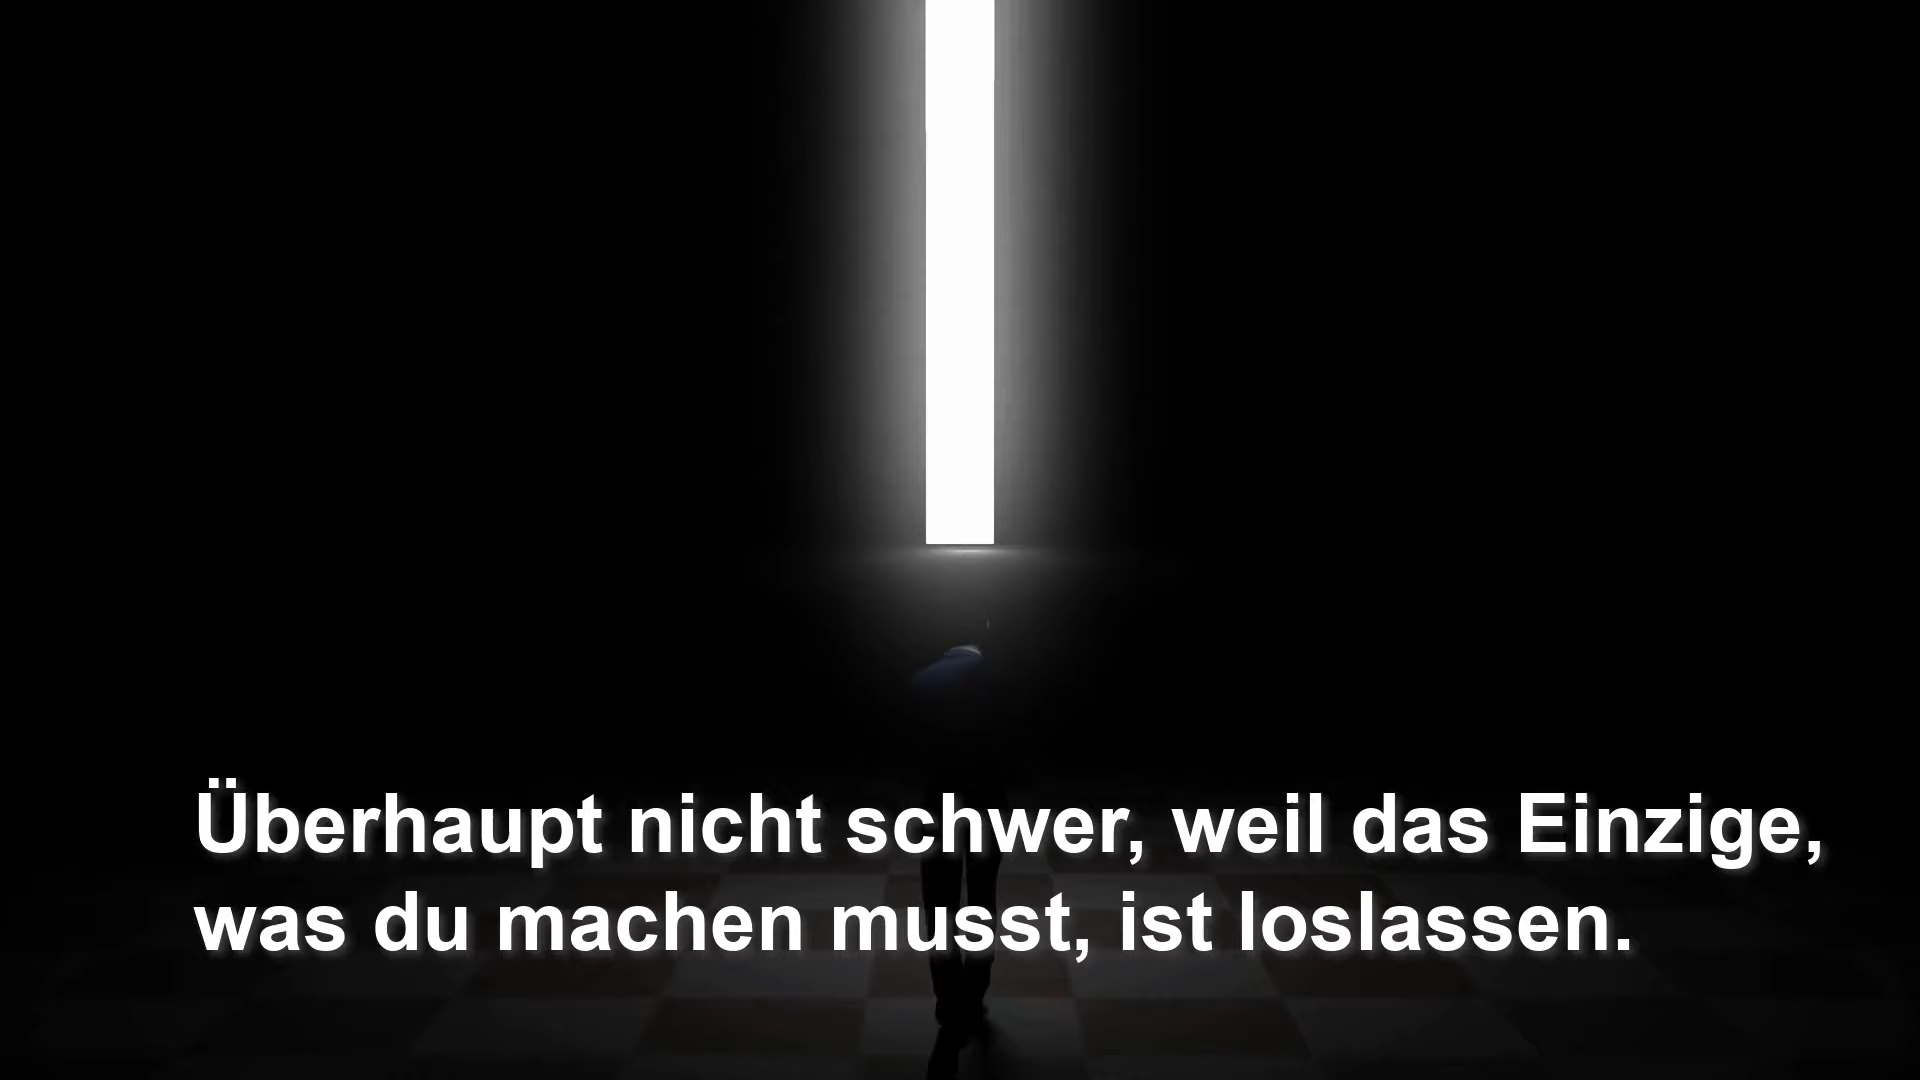 Überhaupt nicht schwer, weil das Einzige,
was du machen musst, ist loslassen.